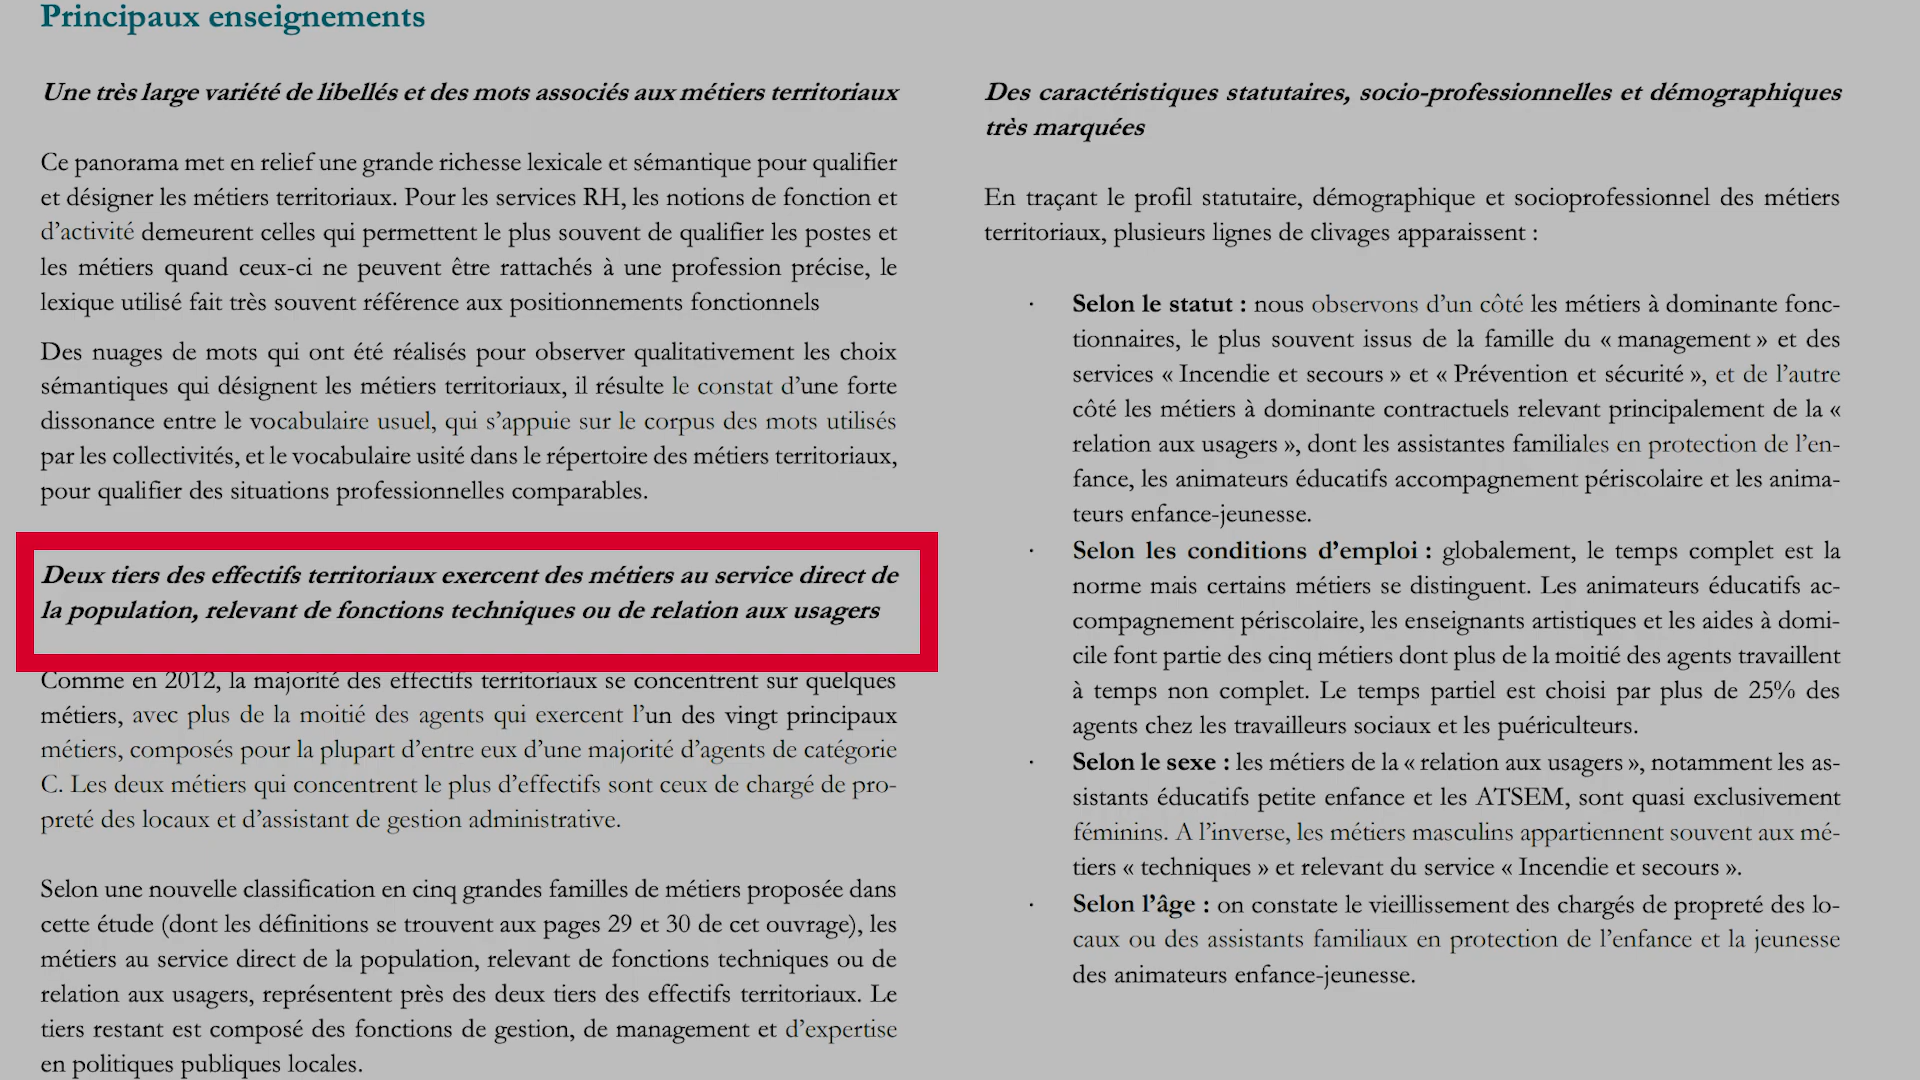 Principaux enseignements
Une très large variété de libellés et des mots associés aux métiers territoriaux
Ce panorama met en relief une grande richesse lexicale et sémantique pour qualifier
et désigner les métiers territoriaux. Pour les services RH, les notions de fonction et
d’activité demeurent celles qui permettent le plus souvent de qualifier les postes et
les métiers quand ceux-ci ne peuvent être rattachés à une profession précise, le
lexique utilisé fait très souvent référence aux positionnements fonctionnels
Des nuages de mots qui ont été réalisés pour observer qualitativement les choix
sémantiques qui désignent les métiers territoriaux, il résulte le constat d’une forte
dissonance entre le vocabulaire usuel, qui s’appuie sur le corpus des mots utilisés
par les collectivités, et le vocabulaire usité dans le répertoire des métiers territoriaux,
pour qualifier des situations professionnelles comparables.
Deux tiers des effectifs territoriaux exercent des métiers au service direct de
la population, relevant de fonctions techniques ou de relation aux usagers
Comme en 2012, la majorité des effectifs territoriaux se concentrent sur quelques
métiers, avec plus de la moitié des agents qui exercent l’un des vingt principaux
métiers, composés pour la plupart d’entre eux d’une majorité d’agents de catégorie
C. Les deux métiers qui concentrent le plus d’effectifs sont ceux de chargé de pro-
preté des locaux et d’assistant de gestion administrative.
Selon une nouvelle classification en cinq grandes familles de métiers proposée dans
cette étude (dont les définitions se trouvent aux pages 29 et 30 de cet ouvrage), les
métiers au service direct de la population, relevant de fonctions techniques ou de
relation aux usagers, représentent près des deux tiers des effectifs territoriaux. Le
tiers restant est composé des fonctions de gestion, de management et d’expertise
en politiques publiques locales.
Des caractéristiques statutaires, socio-professionnelles et démographiques
très marquées
En traçant le profil statutaire, démographique et socioprofessionnel des métiers
territoriaux, plusieurs lignes de clivages apparaissent :
· Selon le statut : nous observons d’un côté les métiers à dominante fonc-
tionnaires, le plus souvent issus de la famille du « management » et des
services « Incendie et secours » et « Prévention et sécurité », et de l’autre
côté les métiers à dominante contractuels relevant principalement de la «
relation aux usagers », dont les assistantes familiales en protection de l’en-
fance, les animateurs éducatifs accompagnement périscolaire et les anima-
teurs enfance-jeunesse.
· Selon les conditions d’emploi : globalement, le temps complet est la
norme mais certains métiers se distinguent. Les animateurs éducatifs ac-
compagnement périscolaire, les enseignants artistiques et les aides à domi-
cile font partie des cinq métiers dont plus de la moitié des agents travaillent
à temps non complet. Le temps partiel est choisi par plus de 25% des
agents chez les travailleurs sociaux et les puériculteurs.
· Selon le sexe : les métiers de la « relation aux usagers », notamment les as-
sistants éducatifs petite enfance et les ATSEM, sont quasi exclusivement
féminins. A l’inverse, les métiers masculins appartiennent souvent aux mé-
tiers « techniques » et relevant du service « Incendie et secours ».
· Selon l’âge : on constate le vieillissement des chargés de propreté des lo-
caux ou des assistants familiaux en protection de l’enfance et la jeunesse
des animateurs enfance-jeunesse.